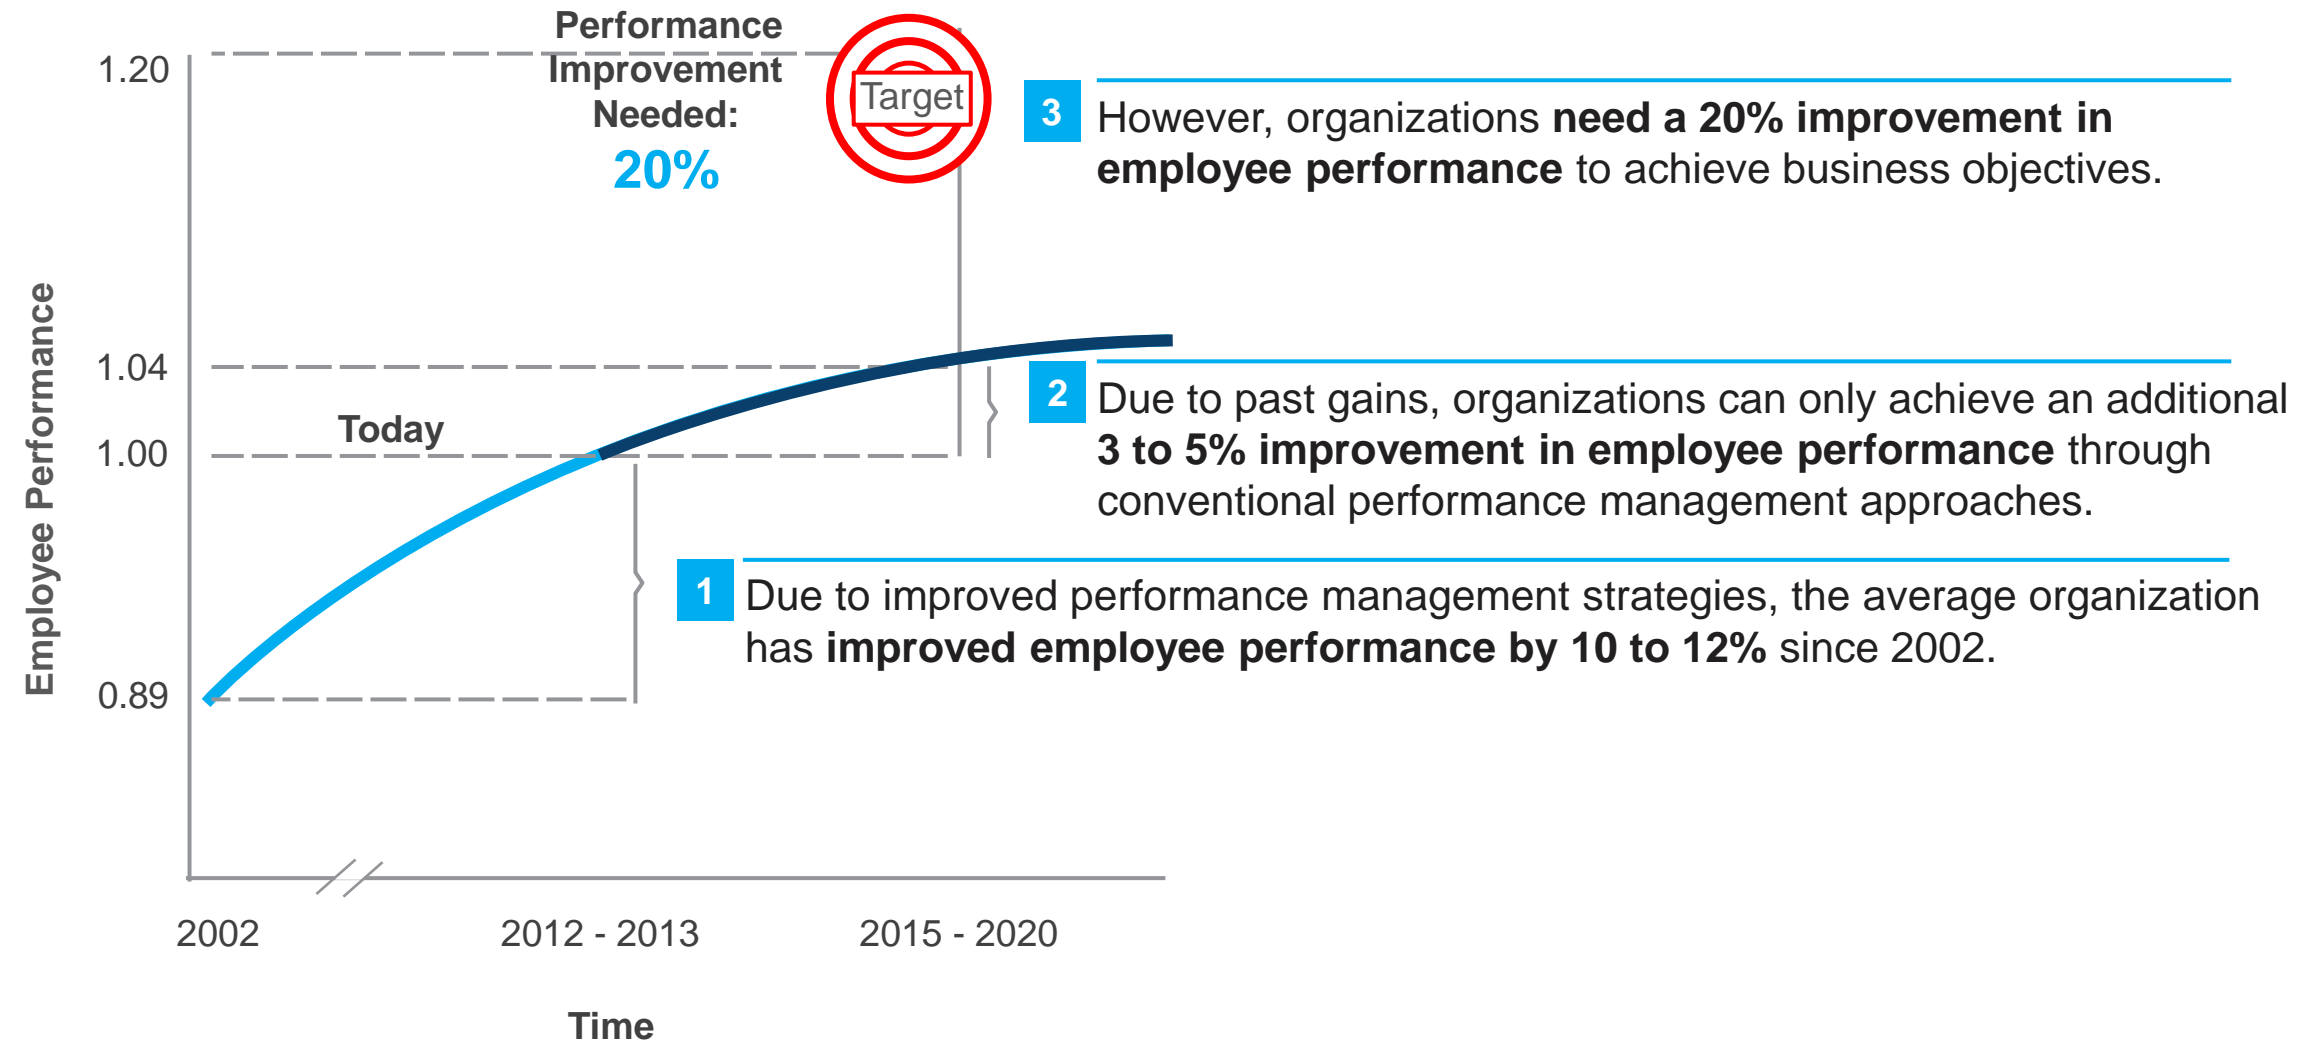 Performance
Improvement
Needed:
20%
Target
1.20
1.04
1.00
0.89
Today
Employee Performance
3
However, organizations need a 20% improvement in
employee performance to achieve business objectives.
2
Due to past gains, organizations can only achieve an additional
3 to 5% improvement in employee performance through
conventional performance management approaches.
1
Due to improved performance management strategies, the average organization
has improved employee performance by 10 to 12% since 2002.
2002
2012 - 2013
2015 - 2020
Time